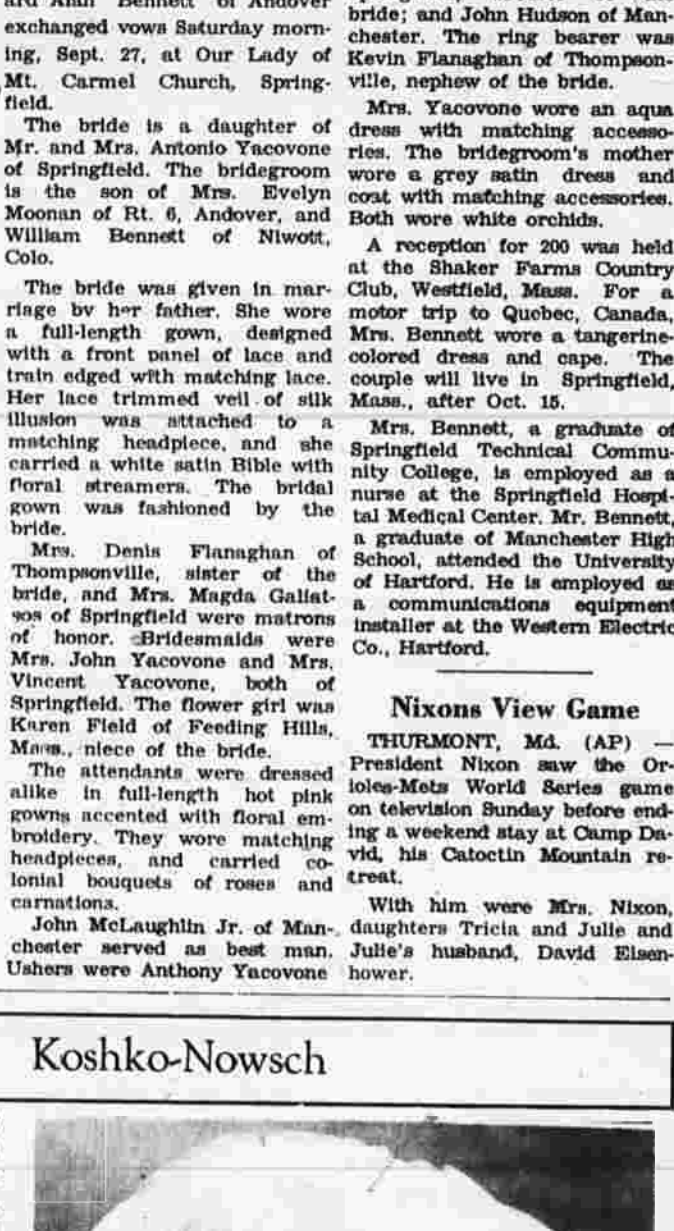 Bennett of Andover
exchanged vows Saturday morn-
ing, Sept. 27, at Our Lady of
Mt. Carmel Church, Spring-
field.
The bride is a daughter of
Mr. and Mrs. Antonio Yacovone
of Springfield. The bridegroom
is the son of Mrs. Evelyn
Moonan of Rt. 6, Andover, and
William Bennett of Niwott,
Colo.
The bride was given in mar-
riage by her father. She wore
a full-length gown, designed
with a front panel of lace and
train edged with matching lace.
Her lace trimmed veil of silk
illusion was attached to a
matching headpiece, and she
carried a white satin Bible with
floral streamers. The bridal
gown was fashioned by the
bride.
Mrs. Denis Flanaghan of
Thompsonville, sister of the
bride, and Mrs. Magda Galiat-
sos of Springfield were matrons
of honor. Bridesmaids were
Mrs. John Yacovone and Mrs.
Vincent Yacovone, both of
Springfield. The flower girl was
Karen Field of Feeding Hills,
Mass., niece of the bride.
The attendants were dressed
alike in full-length hot pink
gowns accented with floral em-
broidery. They wore matching
headpieces, and carried co-
lonial bouquets of roses and
carnations.
John McLaughlin Jr. of Man-
chester served as best man.
Ushers were Anthony Yacovone
bride; and John Hudson of Man-
chester. The ring bearer was
Kevin Flanaghan of Thompson-
ville, nephew of the bride.
Mrs. Yacovone wore an aqua
dress with matching accesso-
ries. The bridegroom's mother
wore a grey satin dress and
coat with matching accessories.
Both wore white orchids.
A reception for 200 was held
at the Shaker Farms Country
Club, Westfield, Mass. For a
motor trip to Quebec, Canada,
Mrs. Bennett wore a tangerine-
colored dress and cape. The
couple will live in Springfield,
Mass., after Oct. 15.
Mrs. Bennett, a graduate of
Springfield Technical Commu-
nity College, is employed as a
nurse at the Springfield Hospi-
tal Medical Center. Mr. Bennett,
a graduate of Manchester High
School, attended the University
of Hartford. He is employed as
a communications equipment
installer at the Western Electric
Co., Hartford.
Nixons View Game
THURMONT, Md. (AP) —
President Nixon saw the Or-
ioles-Mets World Series game
on television Sunday before end-
ing a weekend stay at Camp Da-
vid, his Catoctin Mountain re-
treat.
With him were Mrs. Nixon,
daughters Tricia and Julie and
Julie's husband, David Eisen-
hower.
Koshko-Nowsch